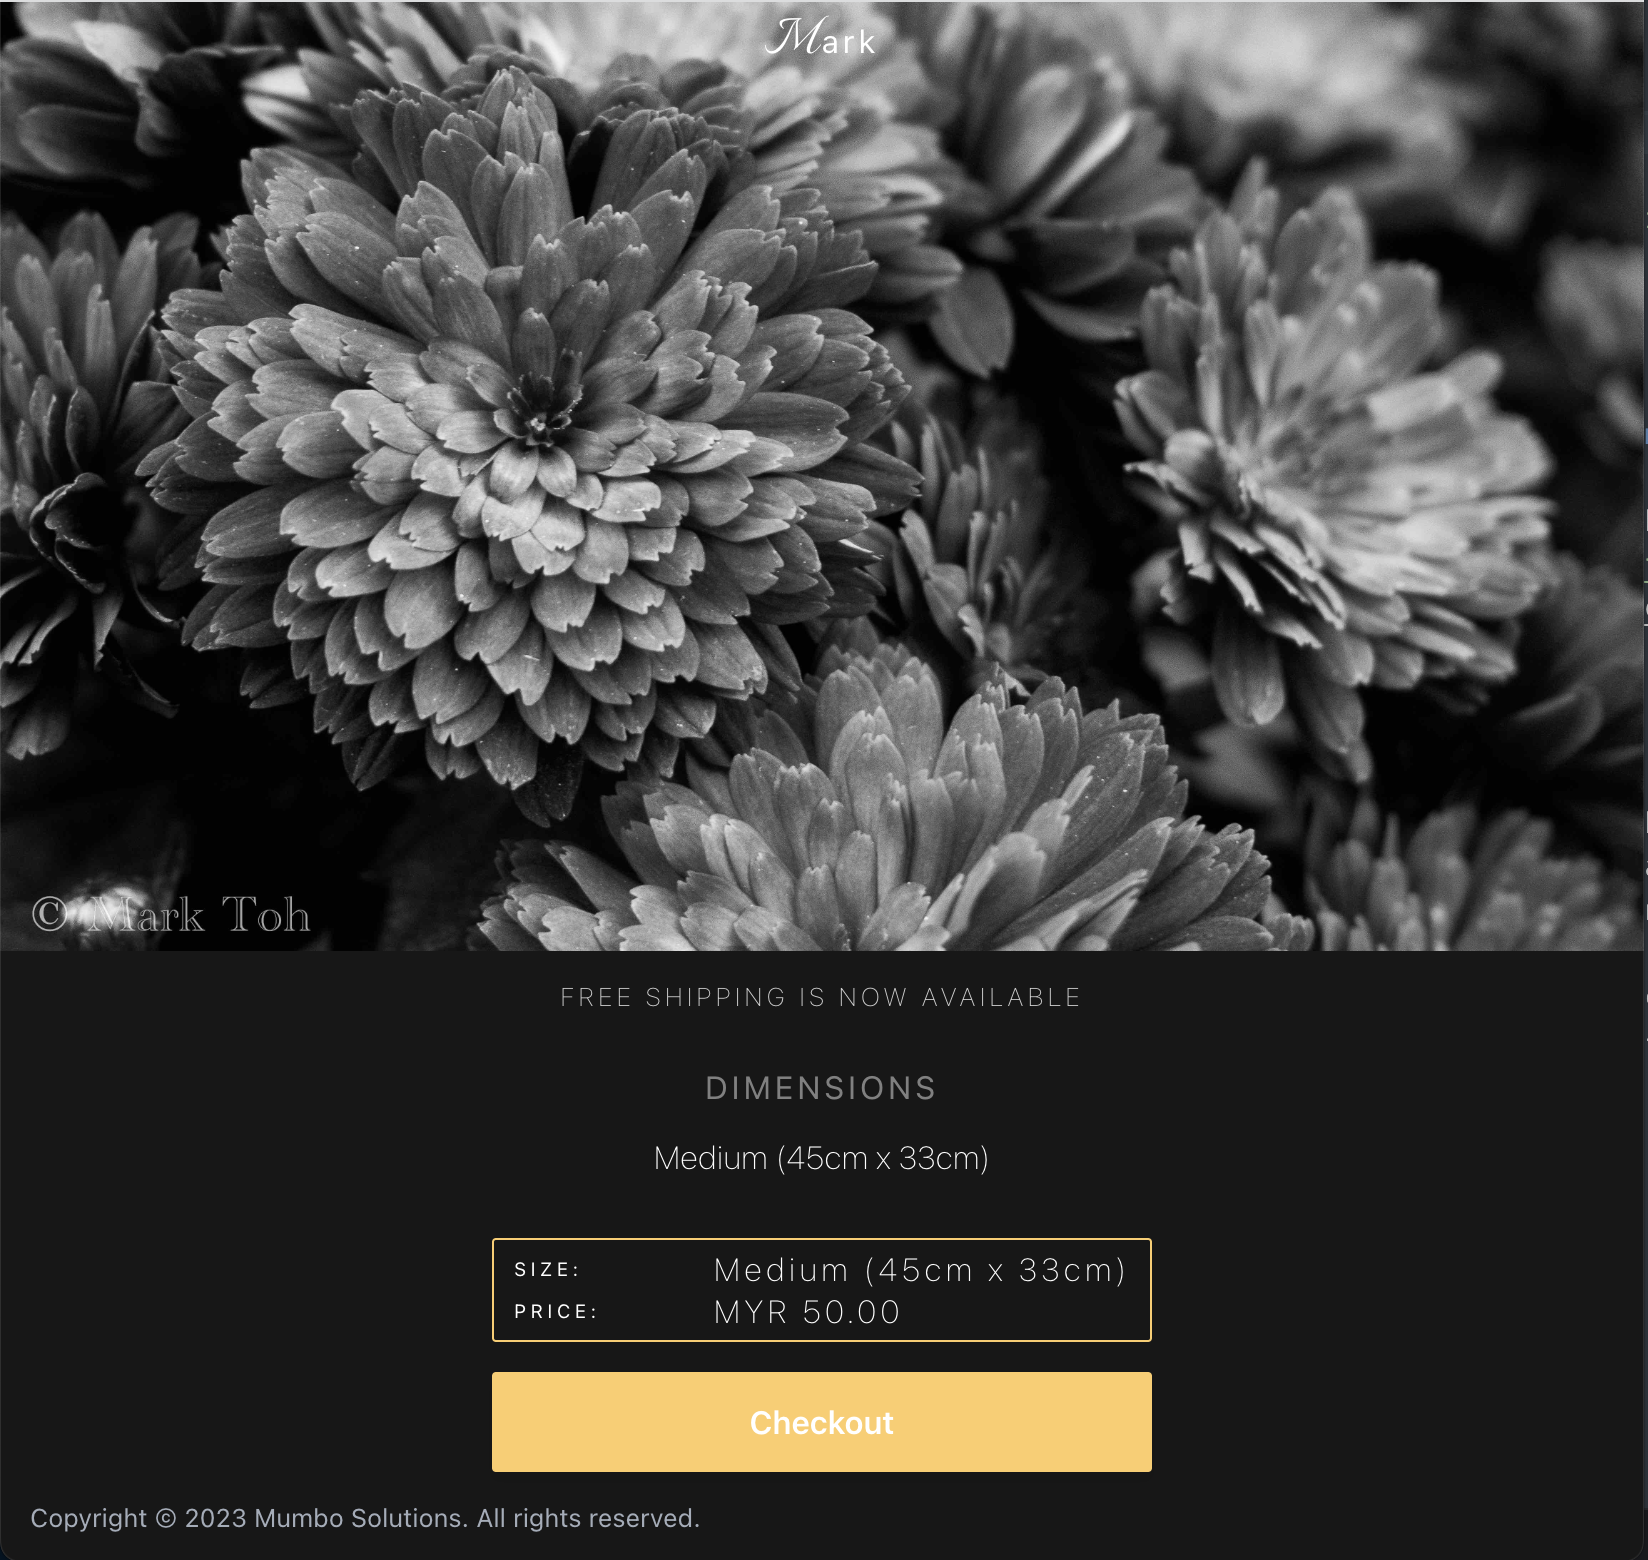 Mark
© Mark Toh
FREE SHIPPING IS NOW AVAILABLE
DIMENSIONS
Medium (45cm x 33cm)
SIZE: Medium (45cm x 33cm)
PRICE: MYR 50.00
Checkout
Copyright © 2023 Mumbo Solutions. All rights reserved.